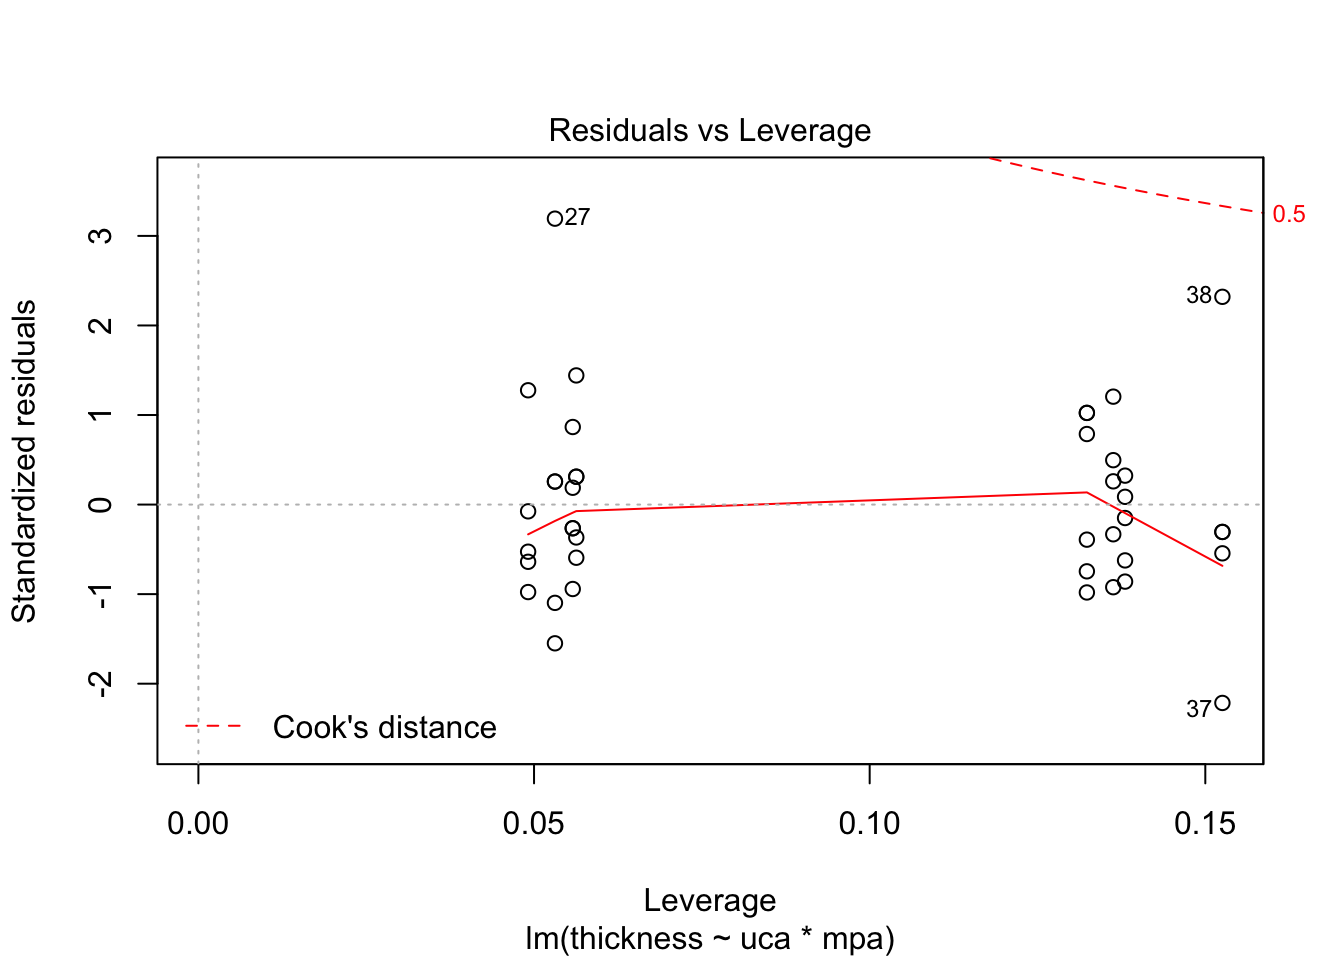 Residuals vs Leverage
Standardized residuals
3
2
1
0
-1
-2
27
38
37
0.5
Cook's distance
0.00 0.05 0.10 0.15
Leverage
lm(thickness ~ uca * mpa)